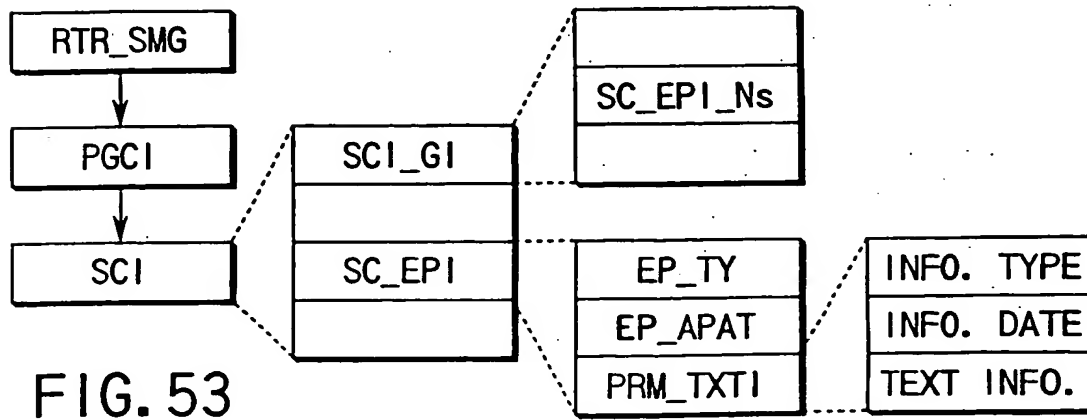 RTR_SMG
PGCI
SCI
SCI_GI
SC_EPI
SC_EPI_Ns
EP_TY
EP_APAT
PRM_TXTI
INFO. TYPE
INFO. DATE
TEXT INFO.
FIG. 53